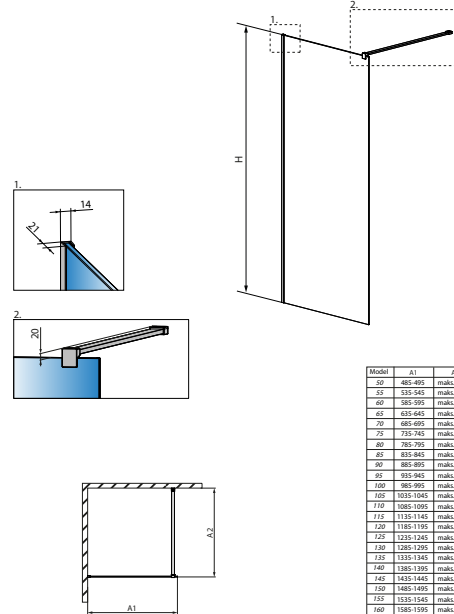 1.
2.
H
1.
14
21
2.
20
A2
A1
Model A1 A
50 485-495 maks.
55 535-545 maks.
60 585-595 maks.
65 635-645 maks.
70 685-695 maks.
75 735-745 maks.
80 785-795 maks.
85 835-845 maks.
90 885-895 maks.
95 935-945 maks.
100 985-995 maks.
105 1035-1045 maks.
110 1085-1095 maks.
115 1135-1145 maks.
120 1185-1195 maks.
125 1235-1245 maks.
130 1285-1295 maks.
135 1335-1345 maks.
140 1385-1395 maks.
145 1435-1445 maks.
150 1485-1495 maks.
155 1535-1545 maks.
160 1585-1595 maks.